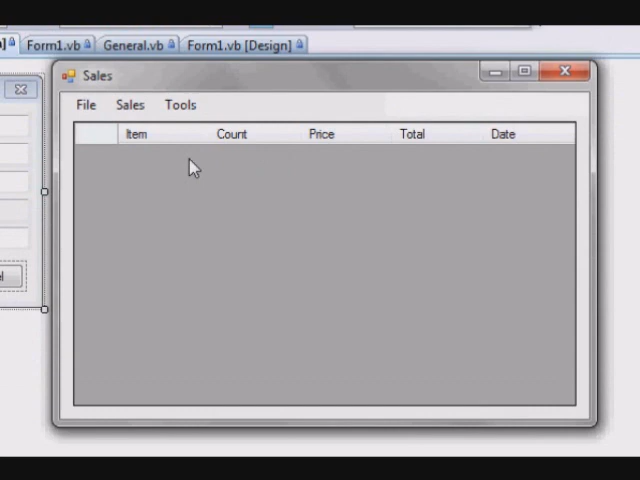 Form1.vb General.vb Form1.vb [Design]
Sales
File Sales Tools
Item Count Price Total Date